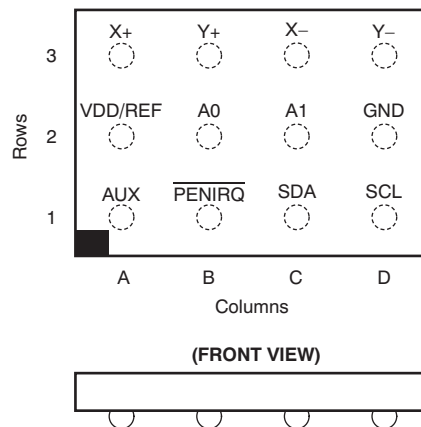 X+ Y+ X− Y−
3
VDD/REF A0 A1 GND
Rows 2
AUX PENIRQ SDA SCL
1
A B C D
Columns
(FRONT VIEW)